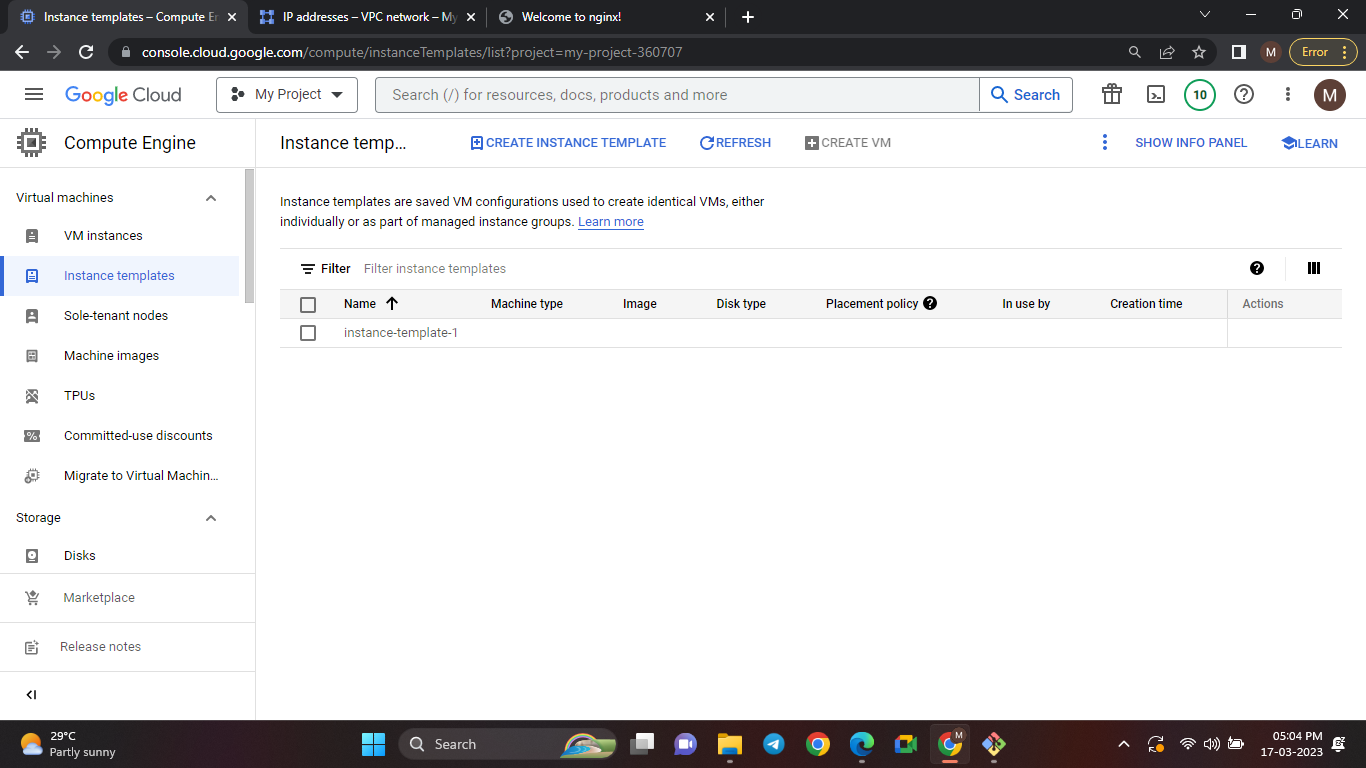 Instance templates – Compute En
IP addresses – VPC network – My
Welcome to nginx!
console.cloud.google.com/compute/instanceTemplates/list?project=my-project-360707
M
Error
Google Cloud
My Project
Search (/) for resources, docs, products and more
Search
10
M
Compute Engine
Instance temp...
CREATE INSTANCE TEMPLATE
REFRESH
CREATE VM
SHOW INFO PANEL
LEARN
Virtual machines
VM instances
Instance templates
Sole-tenant nodes
Machine images
TPUs
Committed-use discounts
Migrate to Virtual Machin...
Storage
Disks
Marketplace
Release notes
Instance templates are saved VM configurations used to create identical VMs, either
individually or as part of managed instance groups. Learn more
Filter Filter instance templates
Name Machine type Image Disk type Placement policy In use by Creation time Actions
instance-template-1
29°C
Partly sunny
Search
M
05:04 PM
17-03-2023